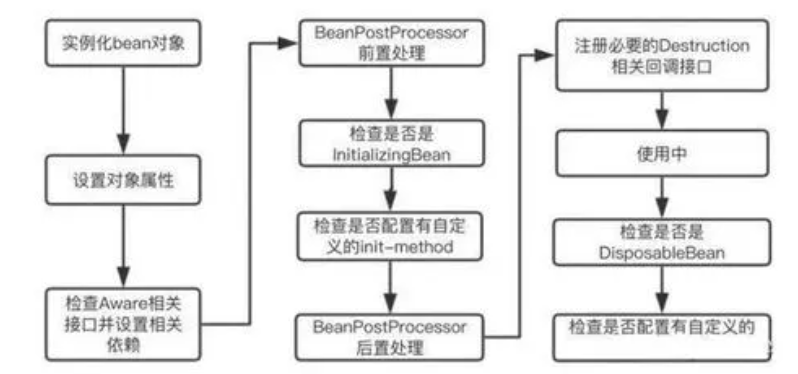 实例化bean对象
设置对象属性
检查Aware相关
接口并设置相关
依赖
BeanPostProcessor
前置处理
检查是否是
InitializingBean
检查是否配置有自定
义的init-method
BeanPostProcessor
后置处理
注册必要的Destruction
相关回调接口
使用中
检查是否是
DisposableBean
检查是否配置有自定义的